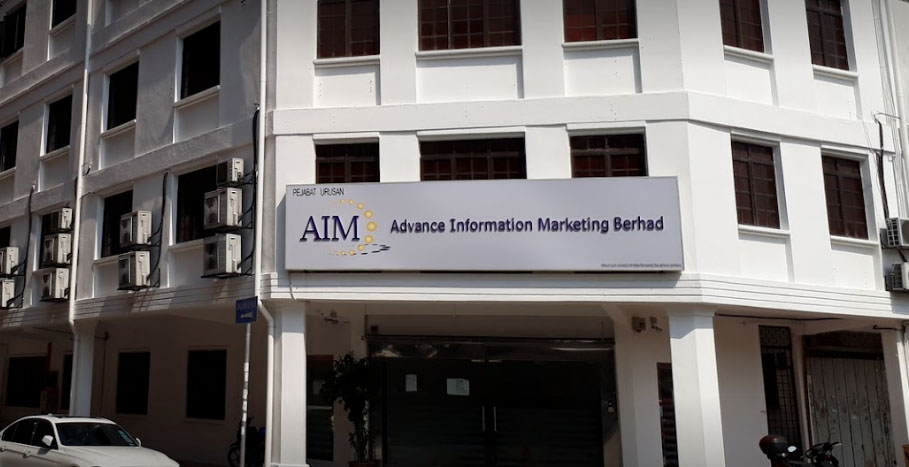 PEJABAT URUSAN
AIM
Advance Information Marketing Berhad